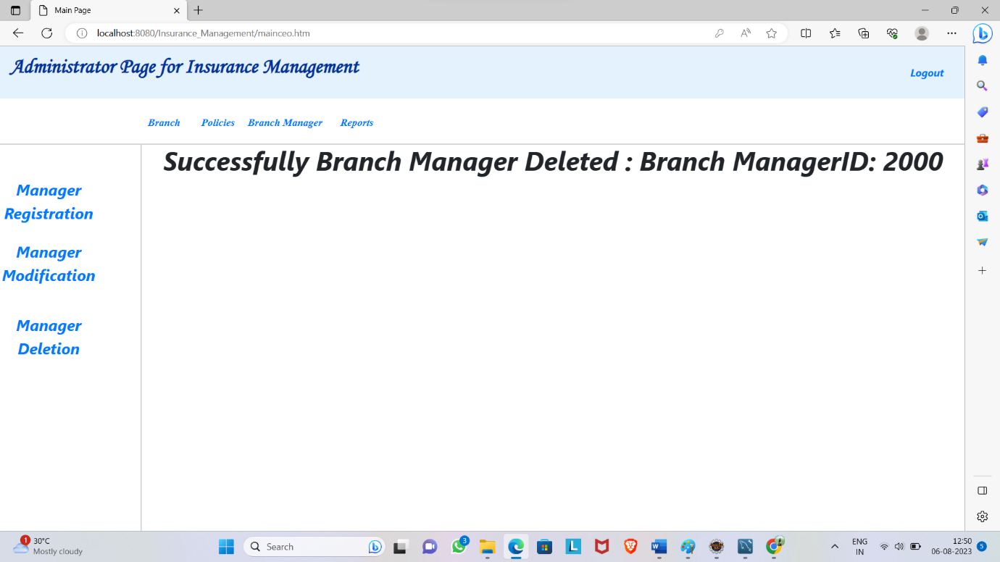 Main Page
localhost:8080/Insurance_Management/mainceo.htm
Administrator Page for Insurance Management
Logout
Branch Policies Branch Manager Reports
Successfully Branch Manager Deleted : Branch ManagerID: 2000
Manager
Registration
Manager
Modification
Manager
Deletion
1
30°C
Mostly cloudy
Search
3
L
W
ENG
IN
12:50
06-08-2023
5